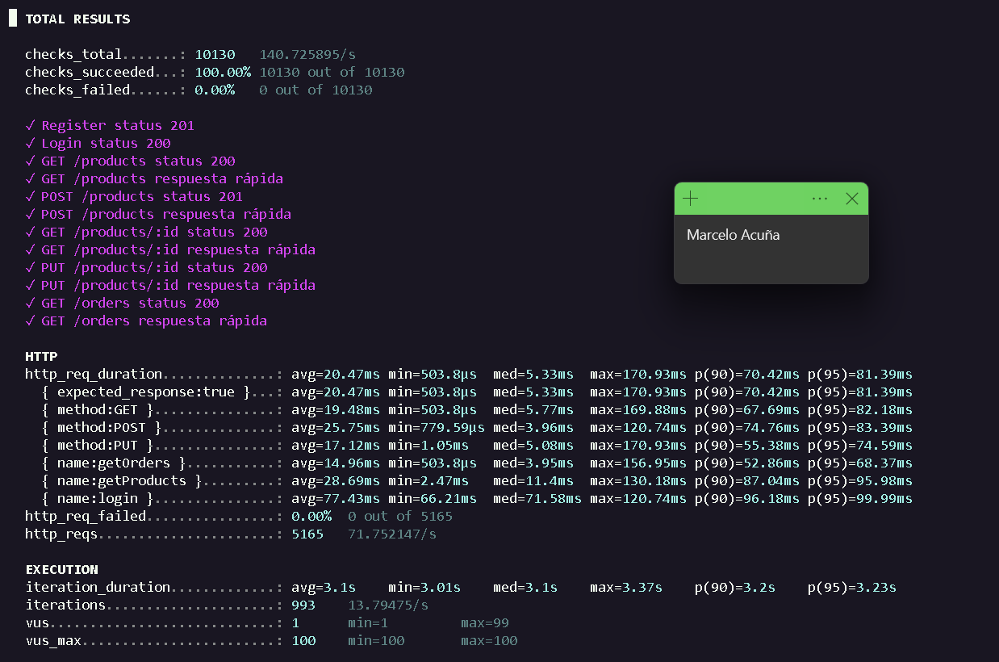 TOTAL RESULTS
checks_total.......: 10130 140.725895/s
checks_succeeded...: 100.00% 10130 out of 10130
checks_failed......: 0.00% 0 out of 10130
✓ Register status 201
✓ Login status 200
✓ GET /products status 200
✓ GET /products respuesta rápida
✓ POST /products status 201
✓ POST /products respuesta rápida
✓ GET /products/:id status 200
✓ GET /products/:id respuesta rápida
✓ PUT /products/:id status 200
✓ PUT /products/:id respuesta rápida
✓ GET /orders status 200
✓ GET /orders respuesta rápida
Marcelo Acuña
HTTP
http_req_duration..............: avg=20.47ms min=503.8µs med=5.33ms max=170.93ms p(90)=70.42ms p(95)=81.39ms
{ expected_response:true }...: avg=20.47ms min=503.8µs med=5.33ms max=170.93ms p(90)=70.42ms p(95)=81.39ms
{ method:GET }...............: avg=19.48ms min=503.8µs med=5.77ms max=169.88ms p(90)=67.69ms p(95)=82.18ms
{ method:POST }..............: avg=25.75ms min=779.59µs med=3.96ms max=120.74ms p(90)=74.76ms p(95)=83.39ms
{ method:PUT }...............: avg=17.12ms min=1.05ms med=5.08ms max=170.93ms p(90)=55.38ms p(95)=74.59ms
{ name:getOrders }...........: avg=14.96ms min=503.8µs med=3.95ms max=156.95ms p(90)=52.86ms p(95)=68.37ms
{ name:getProducts }.........: avg=28.69ms min=2.47ms med=11.4ms max=130.18ms p(90)=87.04ms p(95)=95.98ms
{ name:login }...............: avg=77.43ms min=66.21ms med=71.58ms max=120.74ms p(90)=96.18ms p(95)=99.99ms
http_req_failed................: 0.00% 0 out of 5165
http_reqs......................: 5165 71.752147/s
EXECUTION
iteration_duration.............: avg=3.1s min=3.01s med=3.1s max=3.37s p(90)=3.2s p(95)=3.23s
iterations.....................: 993 13.79475/s
vus............................: 1 min=1 max=99
vus_max........................: 100 min=100 max=100